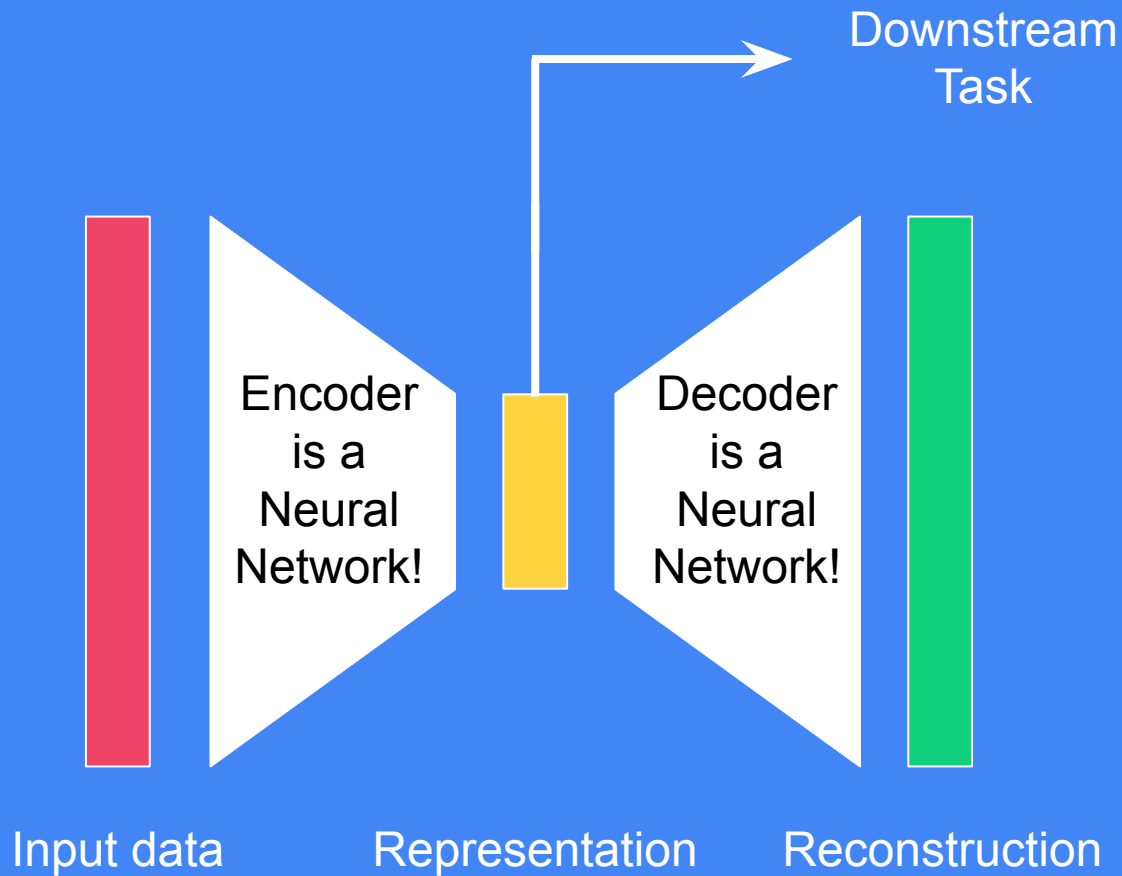 Downstream
Task
Encoder
is a
Neural
Network!
Decoder
is a
Neural
Network!
Input data
Representation
Reconstruction